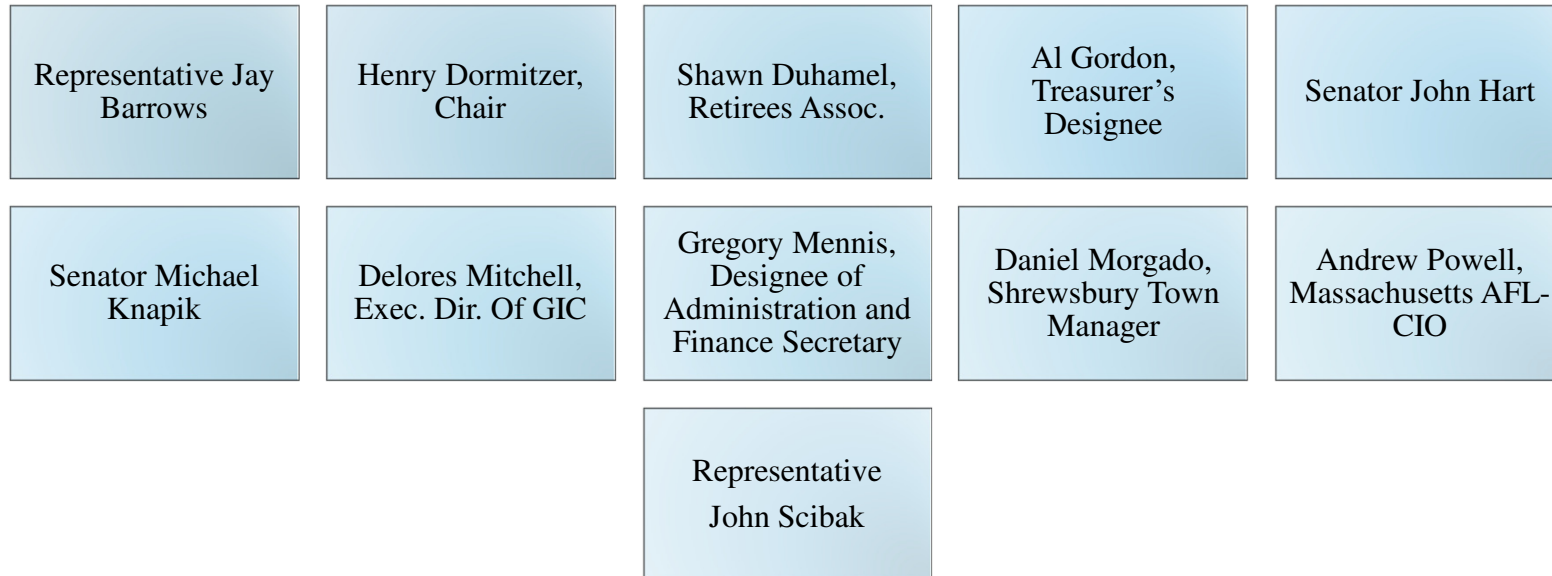 Representative Jay
Barrows
Henry Dormitzer,
Chair
Shawn Duhamel,
Retirees Assoc.
Al Gordon,
Treasurer's
Designee
Senator John Hart
Senator Michael
Knapik
Delores Mitchell,
Exec. Dir. Of GIC
Gregory Mennis,
Designee of
Administration and
Finance Secretary
Daniel Morgado,
Shrewsbury Town
Manager
Andrew Powell,
Massachusetts AFL-
CIO
Representative
John Scibak